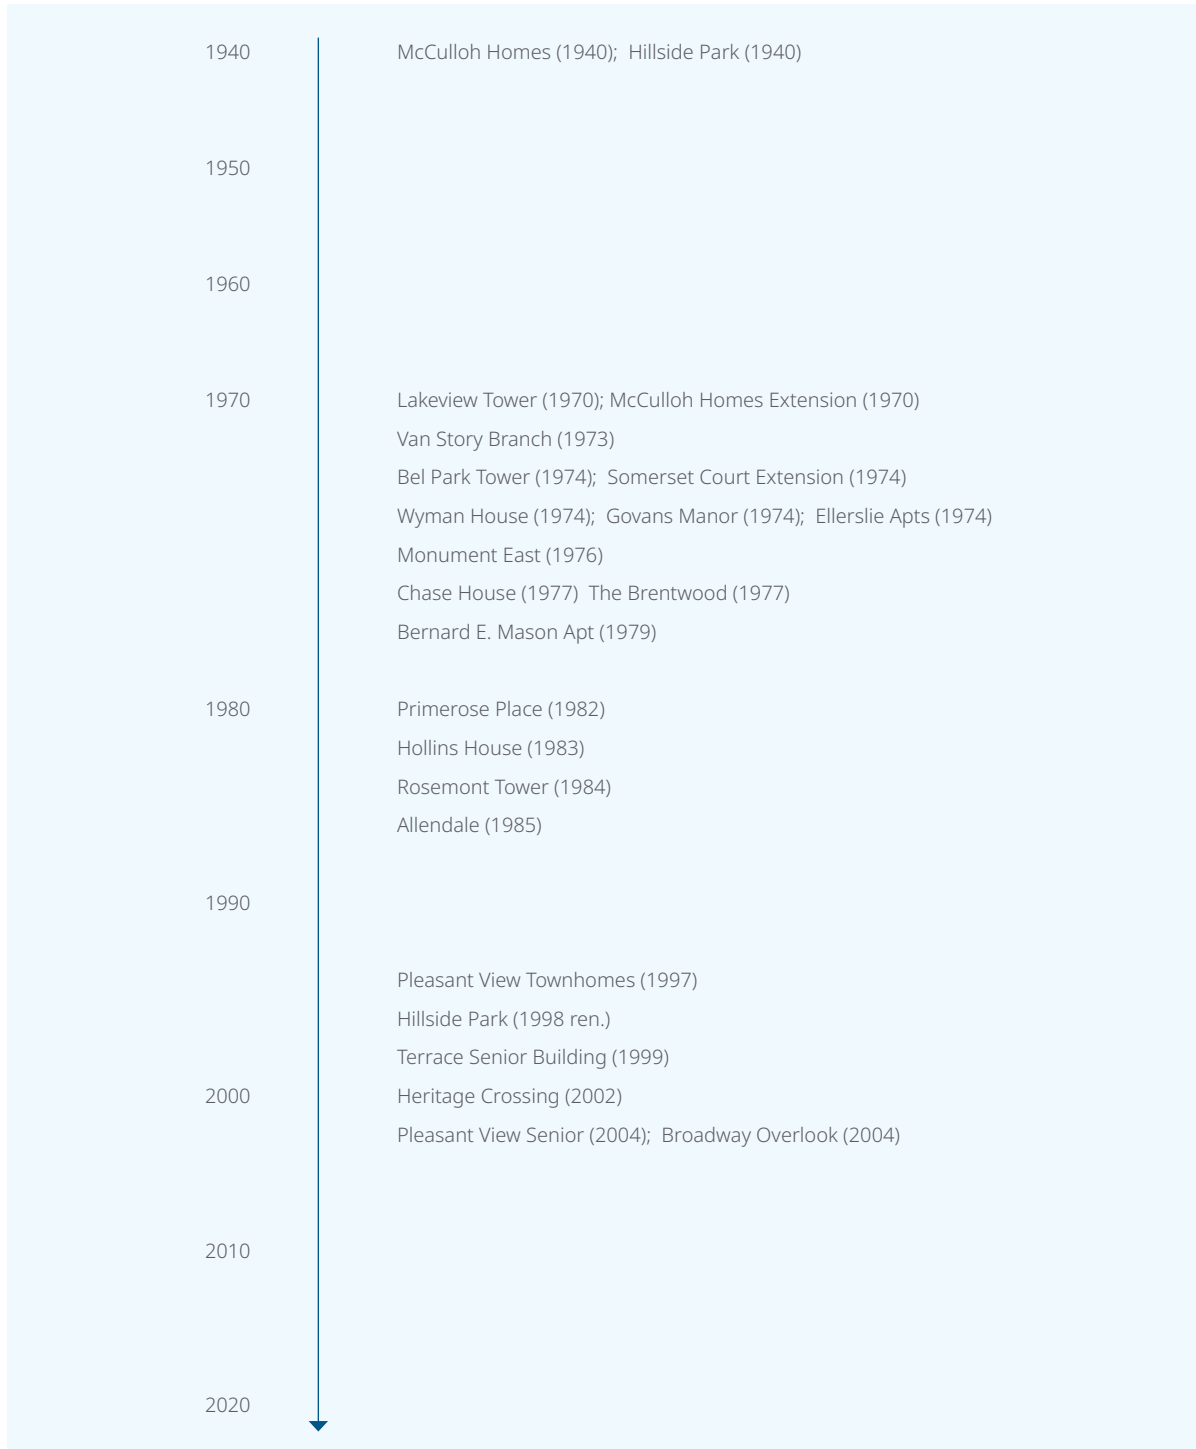 1940 McCulloh Homes (1940); Hillside Park (1940)
1950
1960
1970 Lakeview Tower (1970); McCulloh Homes Extension (1970)
Van Story Branch (1973)
Bel Park Tower (1974); Somerset Court Extension (1974)
Wyman House (1974); Govans Manor (1974); Ellerslie Apts (1974)
Monument East (1976)
Chase House (1977) The Brentwood (1977)
Bernard E. Mason Apt (1979)
1980 Primerose Place (1982)
Hollins House (1983)
Rosemont Tower (1984)
Allendale (1985)
1990
Pleasant View Townhomes (1997)
Hillside Park (1998 ren.)
Terrace Senior Building (1999)
2000 Heritage Crossing (2002)
Pleasant View Senior (2004); Broadway Overlook (2004)
2010
2020